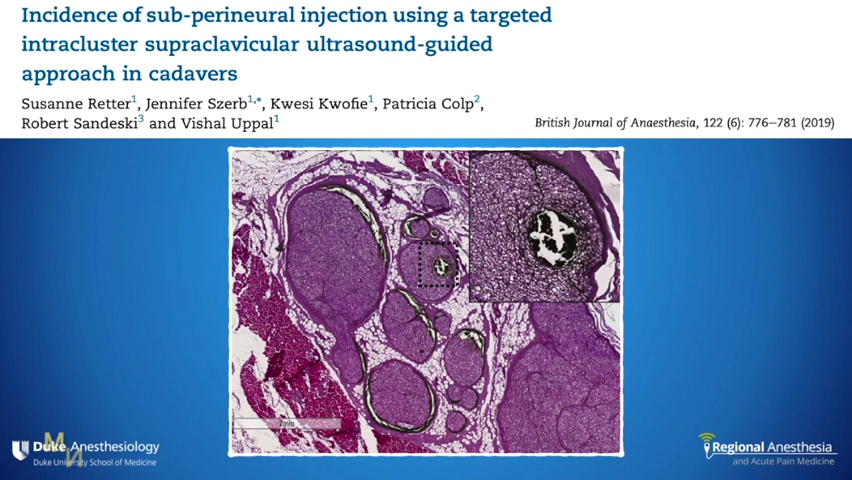 Incidence of sub-perineural injection using a targeted
intracluster supraclavicular ultrasound-guided
approach in cadavers
Susanne Retter1, Jennifer Szerb1,*, Kwesi Kwofie1, Patricia Colp2,
Robert Sandeski3 and Vishal Uppal1
British Journal of Anaesthesia, 122 (6): 776–781 (2019)
2mm
Duke Anesthesiology
Duke University School of Medicine
Regional Anesthesia
and Acute Pain Medicine